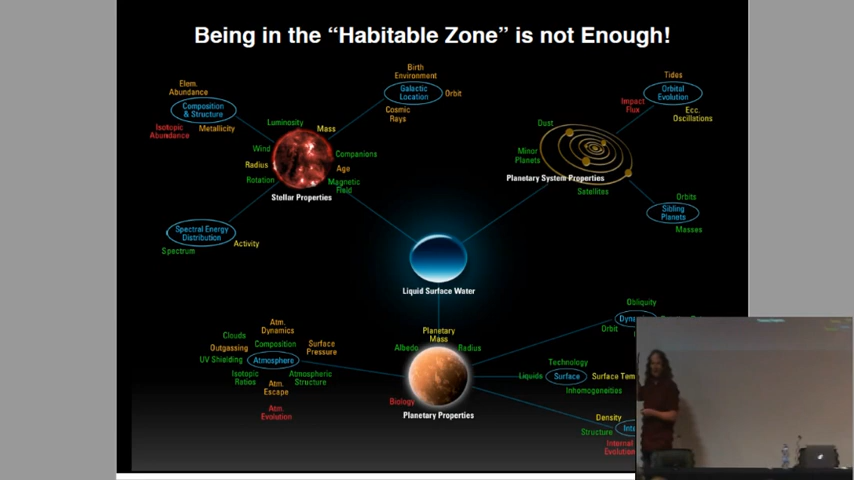 Being in the “Habitable Zone” is not Enough!
Elem.
Abundance
Composition
& Structure
Isotopic
Abundance
Metallicity
Birth
Environment
Galactic
Location
Orbit
Cosmic
Rays
Luminosity
Mass
Wind
Companions
Radius
Age
Rotation
Magnetic
Field
Stellar Properties
Spectral Energy
Distribution
Activity
Spectrum
Tides
Orbital
Evolution
Impact
Flux
Ecc.
Oscillations
Dust
Minor
Planets
Planetary System Properties
Satellites
Orbits
Sibling
Planets
Masses
Liquid Surface Water
Planetary
Mass
Albedo
Radius
Biology
Planetary Properties
Atm.
Dynamics
Clouds
Composition
Surface
Pressure
Outgassing
UV Shielding
Atmosphere
Isotopic
Ratios
Atmospheric
Structure
Atm.
Escape
Atm.
Evolution
Obliquity
Orbit
Technology
Liquids
Surface
Surface Tem
Inhomogeneities
Density
Structure
Internal
Evolution